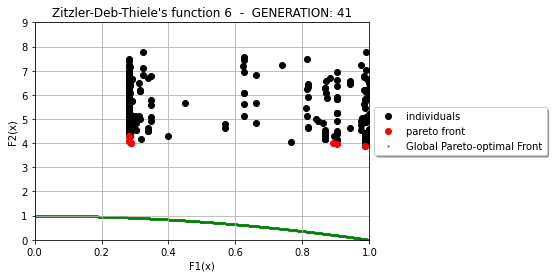 Zitzler-Deb-Thiele's function 6 - GENERATION: 41
9
8
7
6
5
4
3
2
1
0
F2(x)
0.0 0.2 0.4 0.6 0.8 1.0
F1(x)
individuals
pareto front
Global Pareto-optimal Front